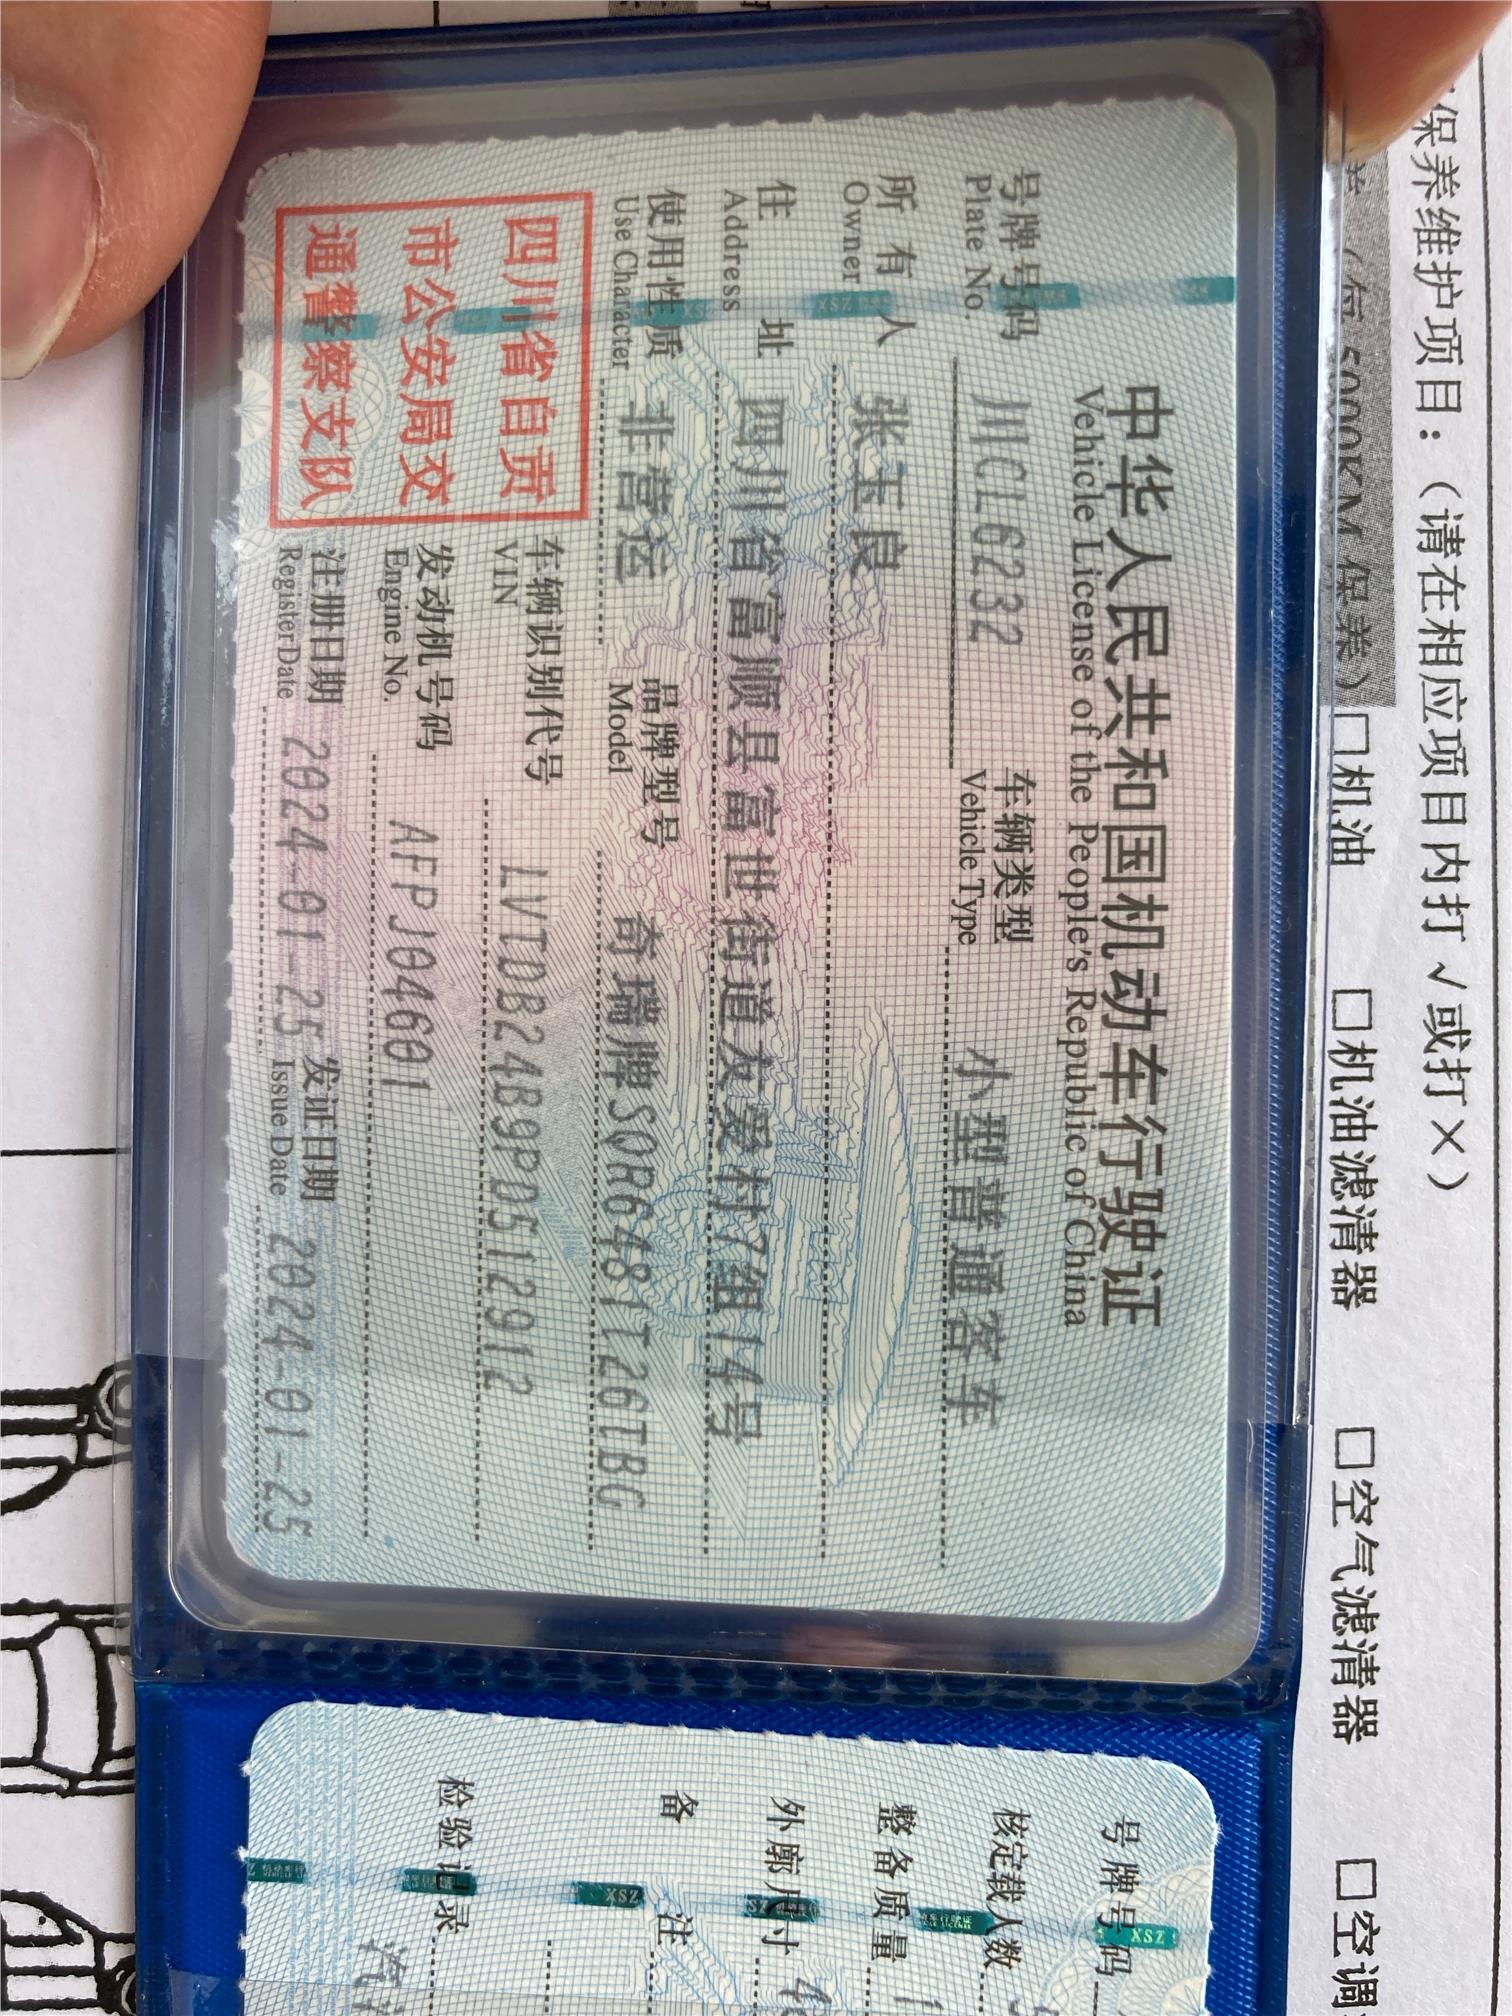 保养维护项目：（请在相应项目内打√或打×）
（每 5000KM 保养）□机油 □机油滤清器 □空气滤清器 □空调
中华人民共和国机动车行驶证
Vehicle License of the People's Republic of China
号牌号码 川CL6232 车辆类型 小型普通客车
Plate No. Vehicle Type
所有人 张玉良
Owner
住址 四川省富顺县富世街道友爱村7组14号
Address
使用性质 非营运 品牌型号 奇瑞牌SQR6481T26TBG
Use Character Model
四川省自贡
市公安局交
通警察支队
车辆识别代号 LVTDB24B9PD512912
VIN
发动机号码 AFPJ04601
Engine No.
注册日期 2024-01-25 发证日期 2024-01-25
Register Date Issue Date
号牌号码
核定载人数
整备质量
外廓尺寸
备注
检验记录